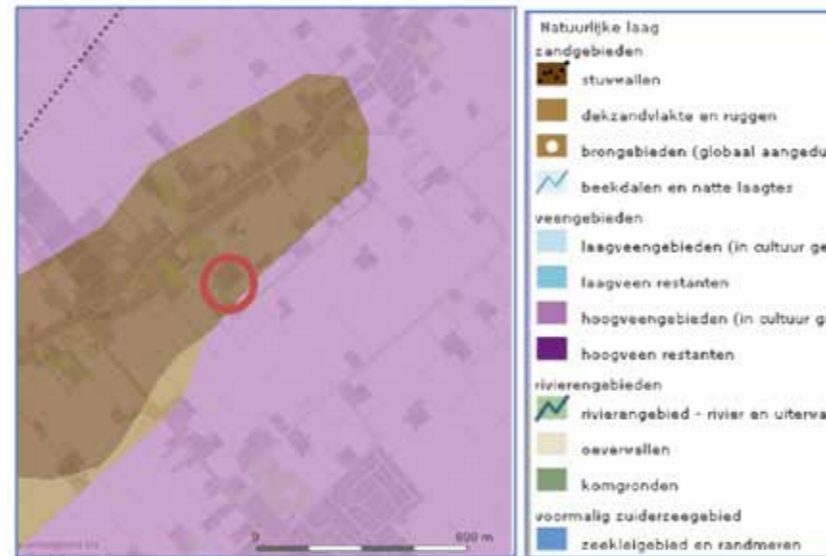 0 600 m
Natuurlijke laag
zandgebieden
stuwwallen
dekzandvlakte en ruggen
brongebieden (globaal aangedu
beekdalen en natte laagtes
veengebieden
laagveengebieden (in cultuur ge
laagveen restanten
hoogveengebieden (in cultuur g
hoogveen restanten
rivierengebieden
rivierengebied - rivier en uiterwa
oeverwallen
komgronden
voormalig zuiderzeegebied
zeekleigebied en randmeren